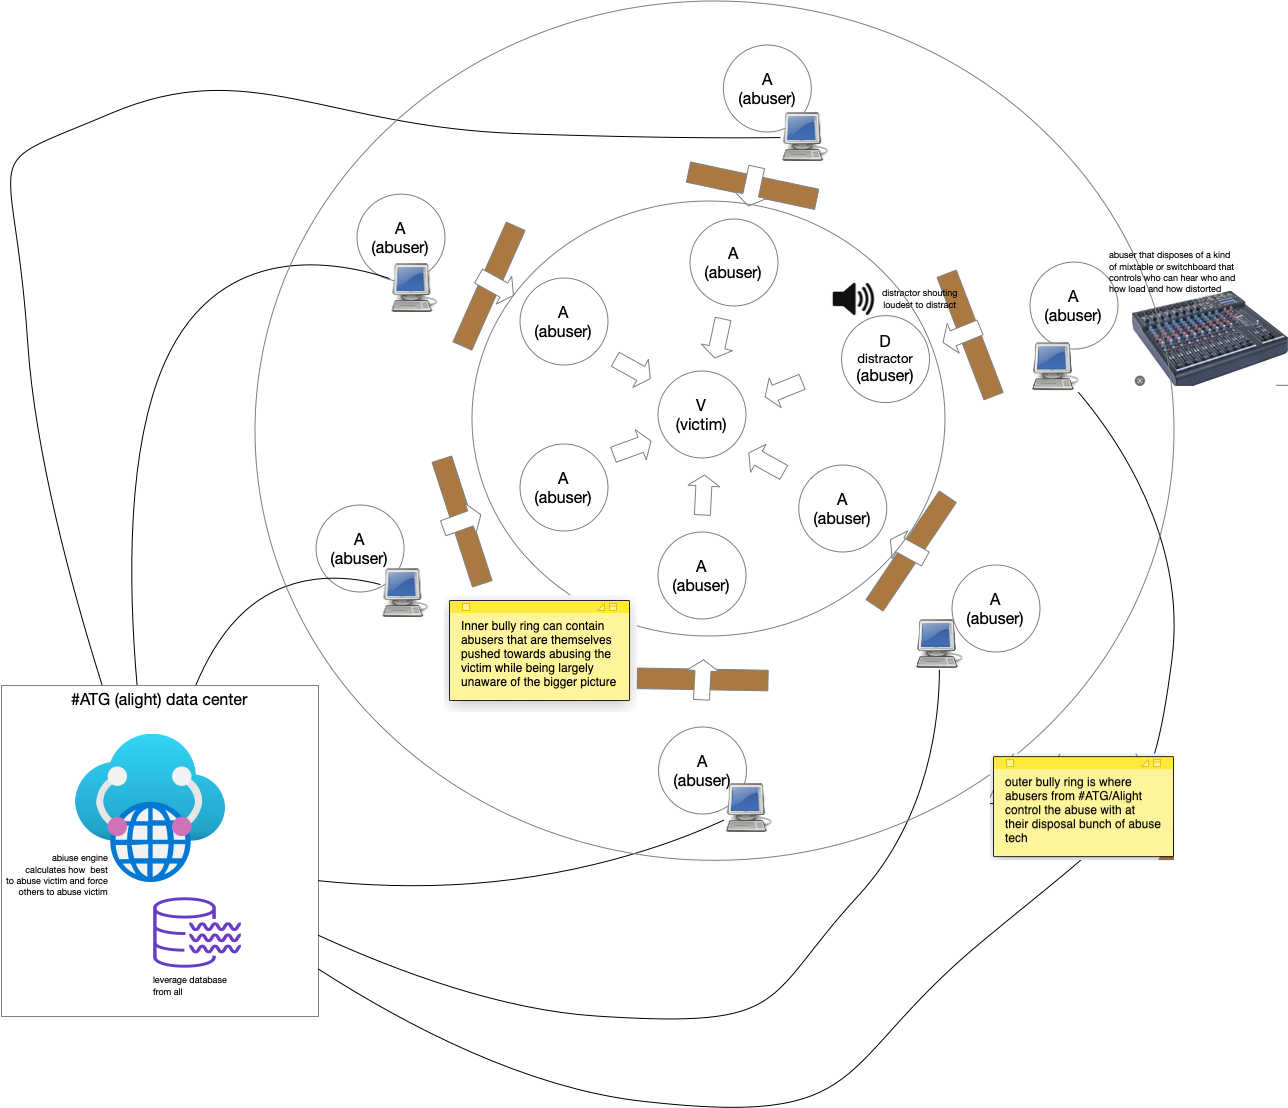 A
(abuser)
A
(abuser)
A
(abuser)
abuser that disposes of a kind
of mixtable or switchboard that
controls who can hear who and
how load and how distorted
A
(abuser)
distractor shouting
loudest to distract
A
(abuser)
A
(abuser)
D
distractor
(abuser)
V
(victim)
A
(abuser)
A
(abuser)
A
(abuser)
A
(abuser)
A
(abuser)
Inner bully ring can contain
abusers that are themselves
pushed towards abusing the
victim while being largely
unaware of the bigger picture
#ATG (alight) data center
A
(abuser)
outer bully ring is where
abusers from #ATG/Alight
control the abuse with at
their disposal bunch of abuse
tech
abiuse engine
calculates how best
to abuse victim and force
others to abuse victim
leverage database
from all